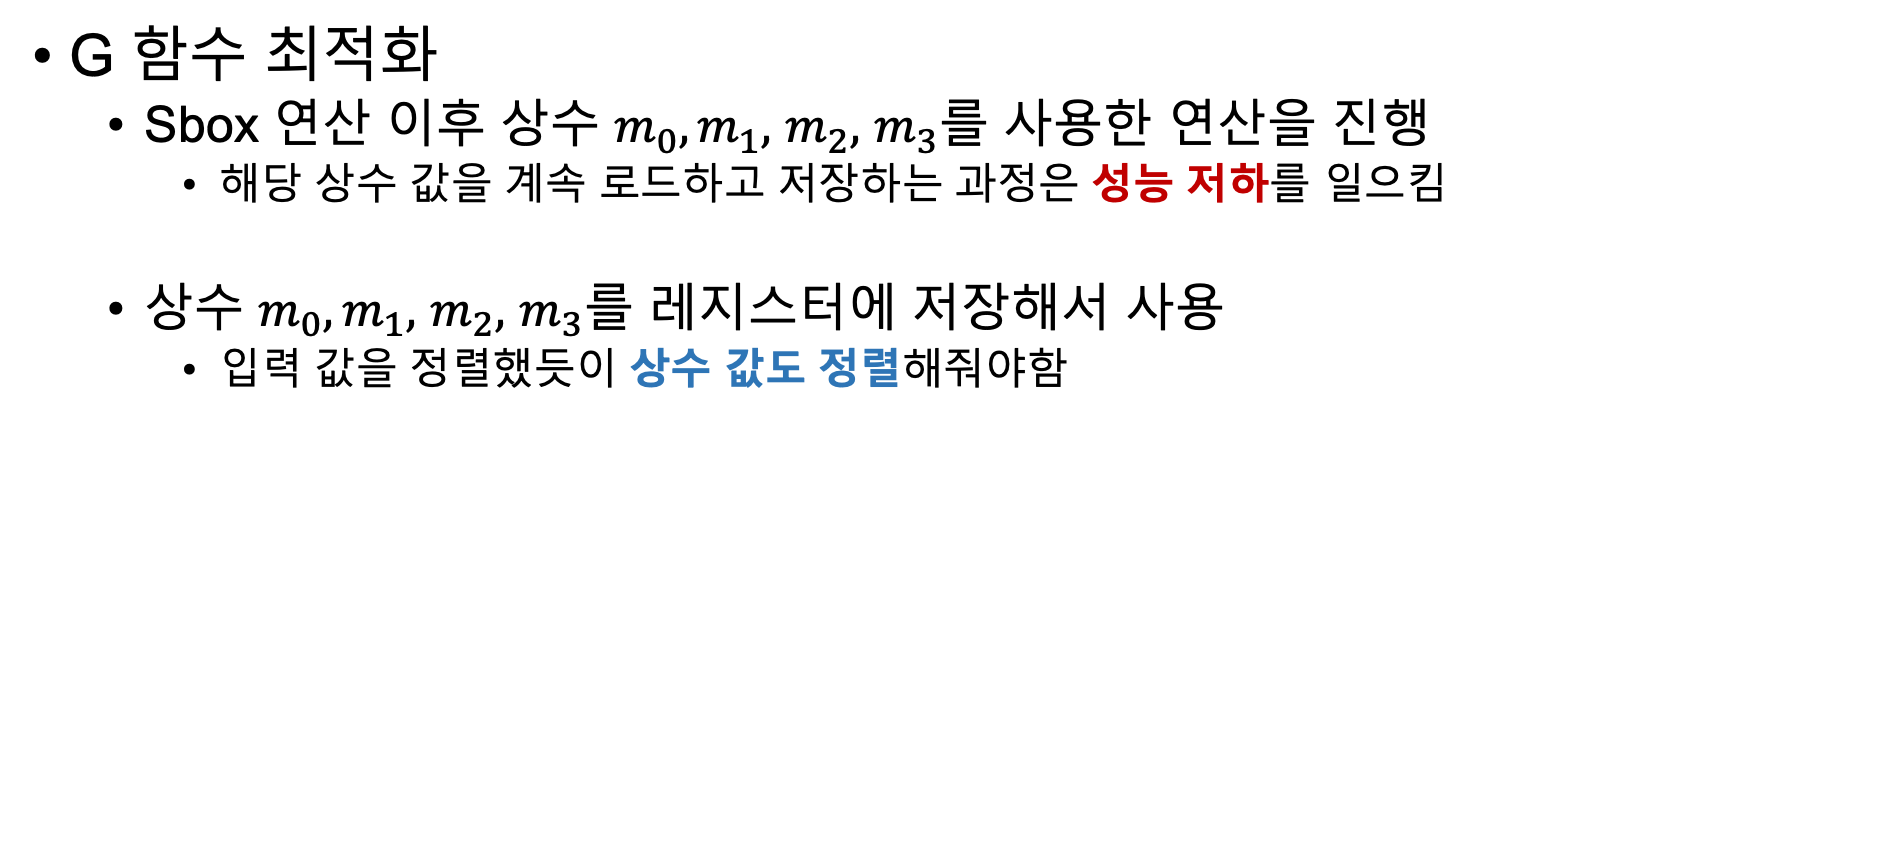 • G 함수 최적화
• Sbox 연산 이후 상수 m₀, m₁, m₂, m₃를 사용한 연산을 진행
• 해당 상수 값을 계속 로드하고 저장하는 과정은 성능 저하를 일으킴
• 상수 m₀, m₁, m₂, m₃를 레지스터에 저장해서 사용
• 입력 값을 정렬했듯이 상수 값도 정렬해줘야함